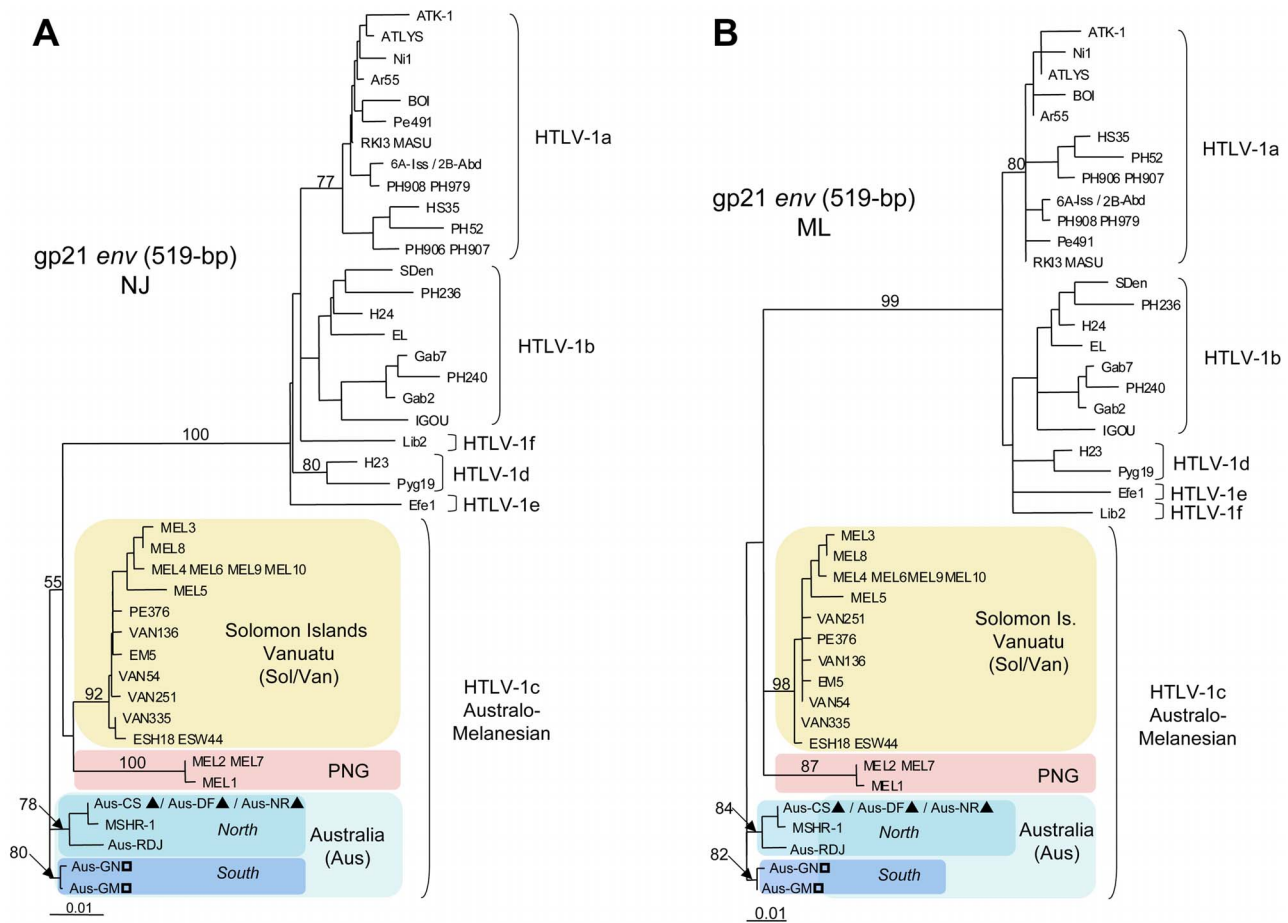 A
ATK-1
ATLYS
Ni1
Ar55
BOI
Pe491
RKI3 MASU
6A-Iss / 2B-Abd
PH908 PH979
HS35
PH52
PH906 PH907
HTLV-1a
77
gp21 env (519-bp)
NJ
SDen
PH236
H24
EL
Gab7
PH240
Gab2
IGOU
HTLV-1b
Lib2
HTLV-1f
100
80
H23
Pyg19
HTLV-1d
Efe1
HTLV-1e
MEL3
MEL8
MEL4 MEL6 MEL9 MEL10
MEL5
PE376
VAN136
EM5
VAN54
VAN251
VAN335
ESH18 ESW44
55
92
Solomon Islands
Vanuatu
(Sol/Van)
HTLV-1c
Australo-
Melanesian
100
MEL2 MEL7
MEL1
PNG
78
Aus-CS ▲ / Aus-DF ▲ / Aus-NR ▲
MSHR-1
North
Aus-RDJ
Australia
(Aus)
80
Aus-GN
South
Aus-GM
0.01
B
ATK-1
Ni1
ATLYS
BOI
Ar55
HS35
PH52
PH906 PH907
6A-Iss / 2B-Abd
PH908 PH979
Pe491
RKI3 MASU
HTLV-1a
80
gp21 env (519-bp)
ML
99
SDen
PH236
H24
EL
Gab7
PH240
Gab2
IGOU
HTLV-1b
H23
Pyg19
HTLV-1d
Efe1
HTLV-1e
Lib2
HTLV-1f
MEL3
MEL8
MEL4 MEL6MEL9MEL10
MEL5
VAN251
PE376
VAN136
EM5
VAN54
VAN335
ESH18 ESW44
98
Solomon Is.
Vanuatu
(Sol/Van)
HTLV-1c
Australo-
Melanesian
87
MEL2 MEL7
MEL1
PNG
84
Aus-CS ▲ / Aus-DF ▲ / Aus-NR ▲
MSHR-1
North
Aus-RDJ
Australia
(Aus)
82
Aus-GN
South
Aus-GM
0.01